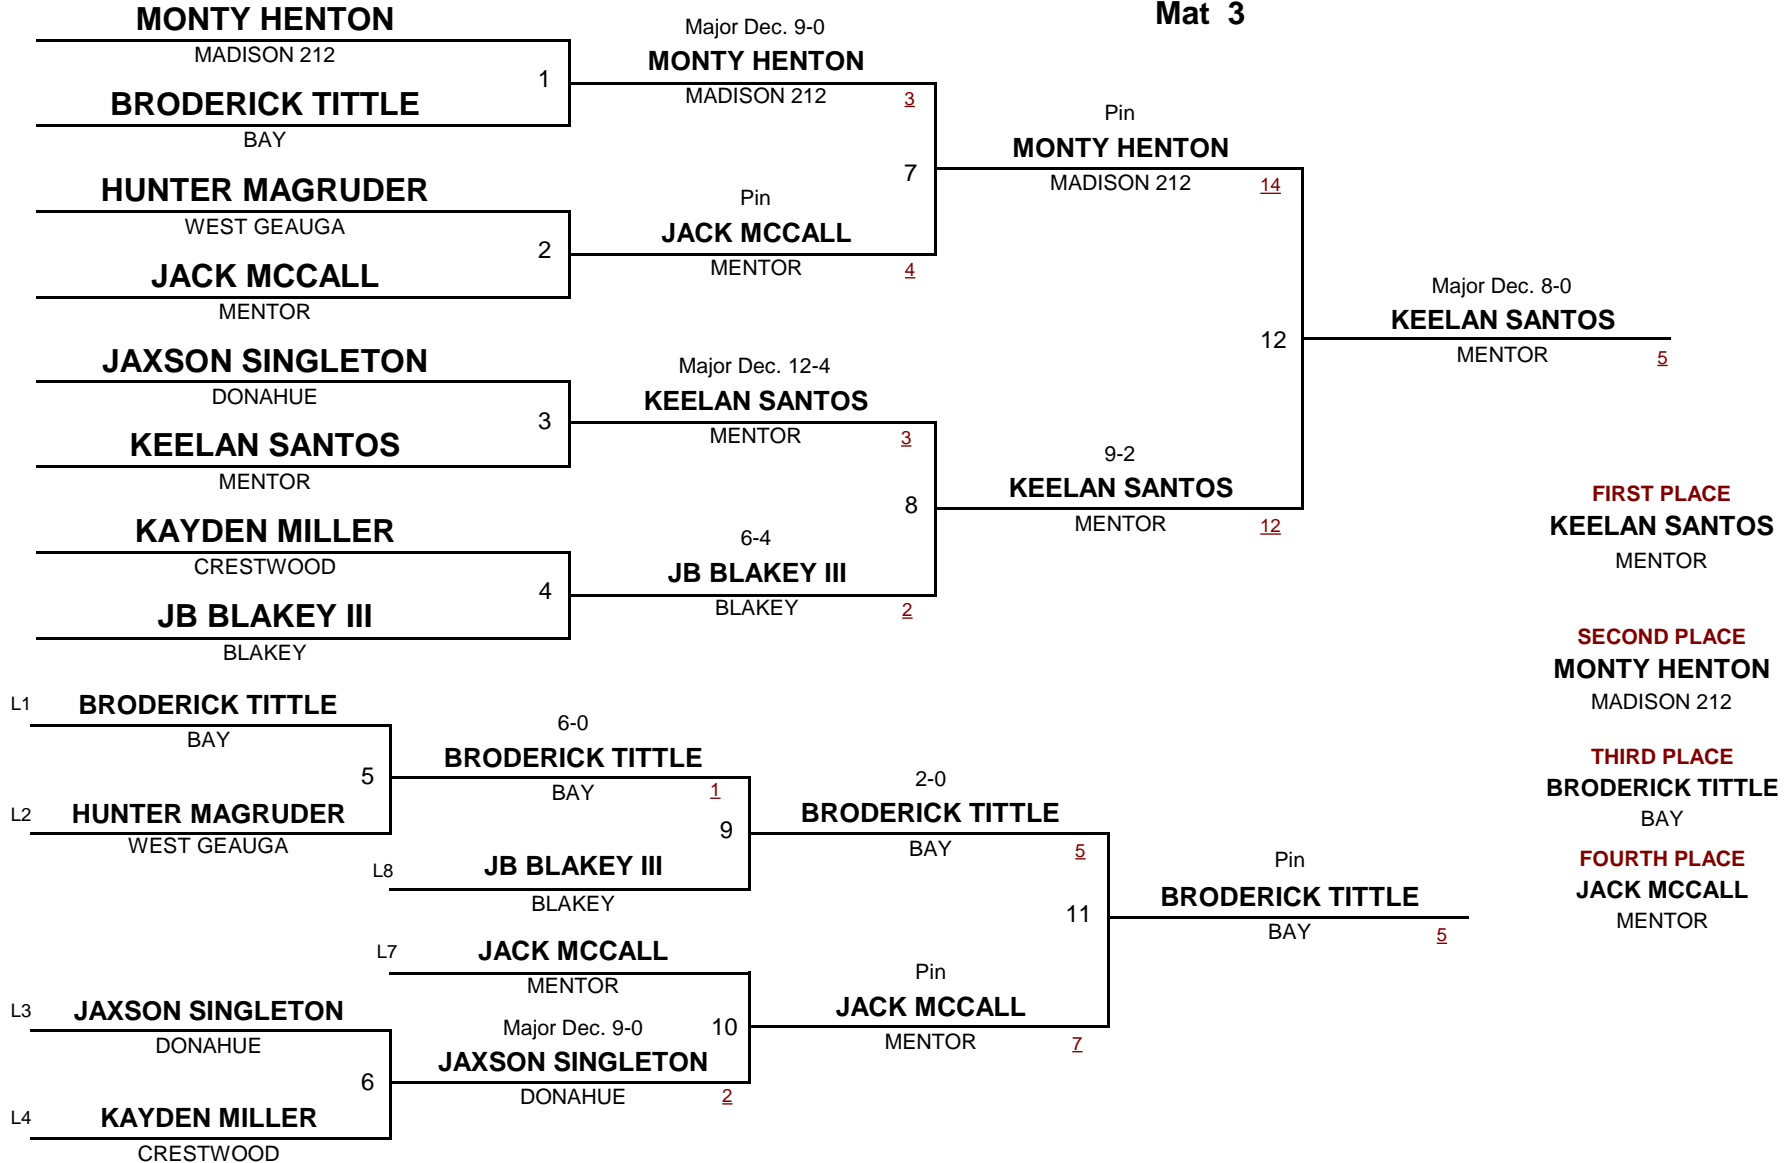 Mat 3
MONTY HENTON
MADISON 212
1
BRODERICK TITTLE
BAY
HUNTER MAGRUDER
WEST GEAUGA
2
JACK MCCALL
MENTOR
JAXSON SINGLETON
DONAHUE
3
KEELAN SANTOS
MENTOR
KAYDEN MILLER
CRESTWOOD
4
JB BLAKEY III
BLAKEY
Major Dec. 9-0
MONTY HENTON
MADISON 212
3
7
Pin
JACK MCCALL
MENTOR
4
Major Dec. 12-4
KEELAN SANTOS
MENTOR
3
8
6-4
JB BLAKEY III
BLAKEY
2
Pin
MONTY HENTON
MADISON 212
14
12
9-2
KEELAN SANTOS
MENTOR
12
Major Dec. 8-0
KEELAN SANTOS
MENTOR
5
FIRST PLACE
KEELAN SANTOS
MENTOR
SECOND PLACE
MONTY HENTON
MADISON 212
THIRD PLACE
BRODERICK TITTLE
BAY
FOURTH PLACE
JACK MCCALL
MENTOR
L1
BRODERICK TITTLE
BAY
5
L2
HUNTER MAGRUDER
WEST GEAUGA
6-0
BRODERICK TITTLE
BAY
1
9
L8
JB BLAKEY III
BLAKEY
L7
JACK MCCALL
MENTOR
L3
JAXSON SINGLETON
DONAHUE
6
L4
KAYDEN MILLER
CRESTWOOD
Major Dec. 9-0
10
JAXSON SINGLETON
DONAHUE
2
2-0
BRODERICK TITTLE
BAY
5
11
Pin
JACK MCCALL
MENTOR
7
Pin
BRODERICK TITTLE
BAY
5